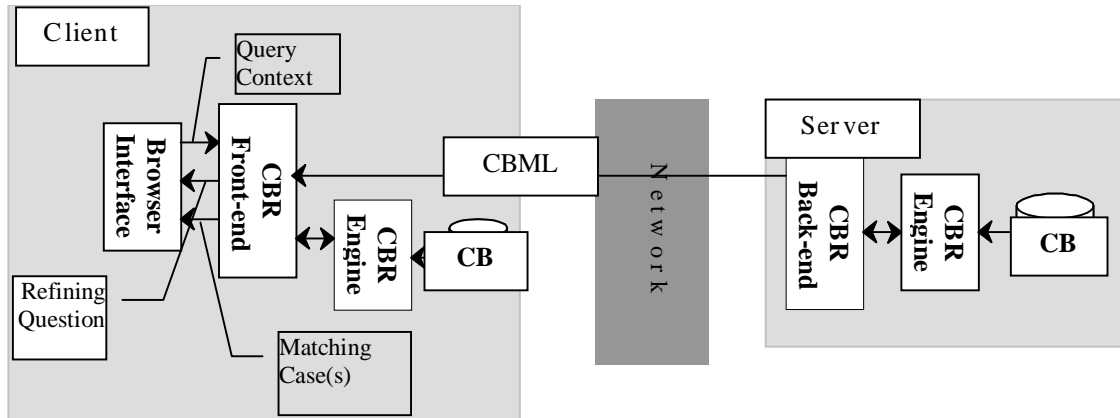 Client
Query
Context
Browser
Interface
CBR
Front-end
CBR
Engine
CB
Refining
Question
Matching
Case(s)
CBML
Network
Server
CBR
Back-end
CBR
Engine
CB